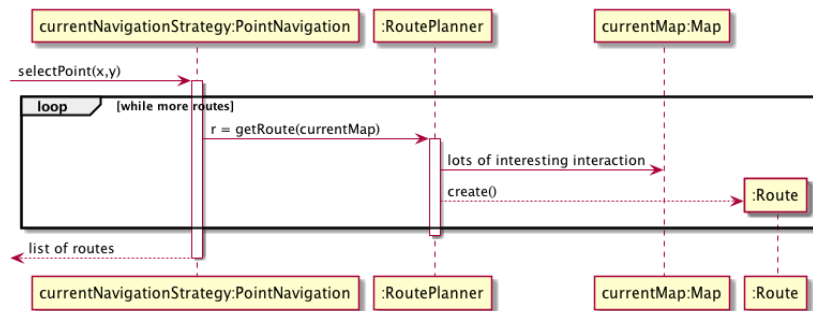 currentNavigationStrategy:PointNavigation :RoutePlanner currentMap:Map
selectPoint(x,y)
loop [while more routes]
r = getRoute(currentMap)
lots of interesting interaction
create()
:Route
list of routes
currentNavigationStrategy:PointNavigation :RoutePlanner currentMap:Map :Route